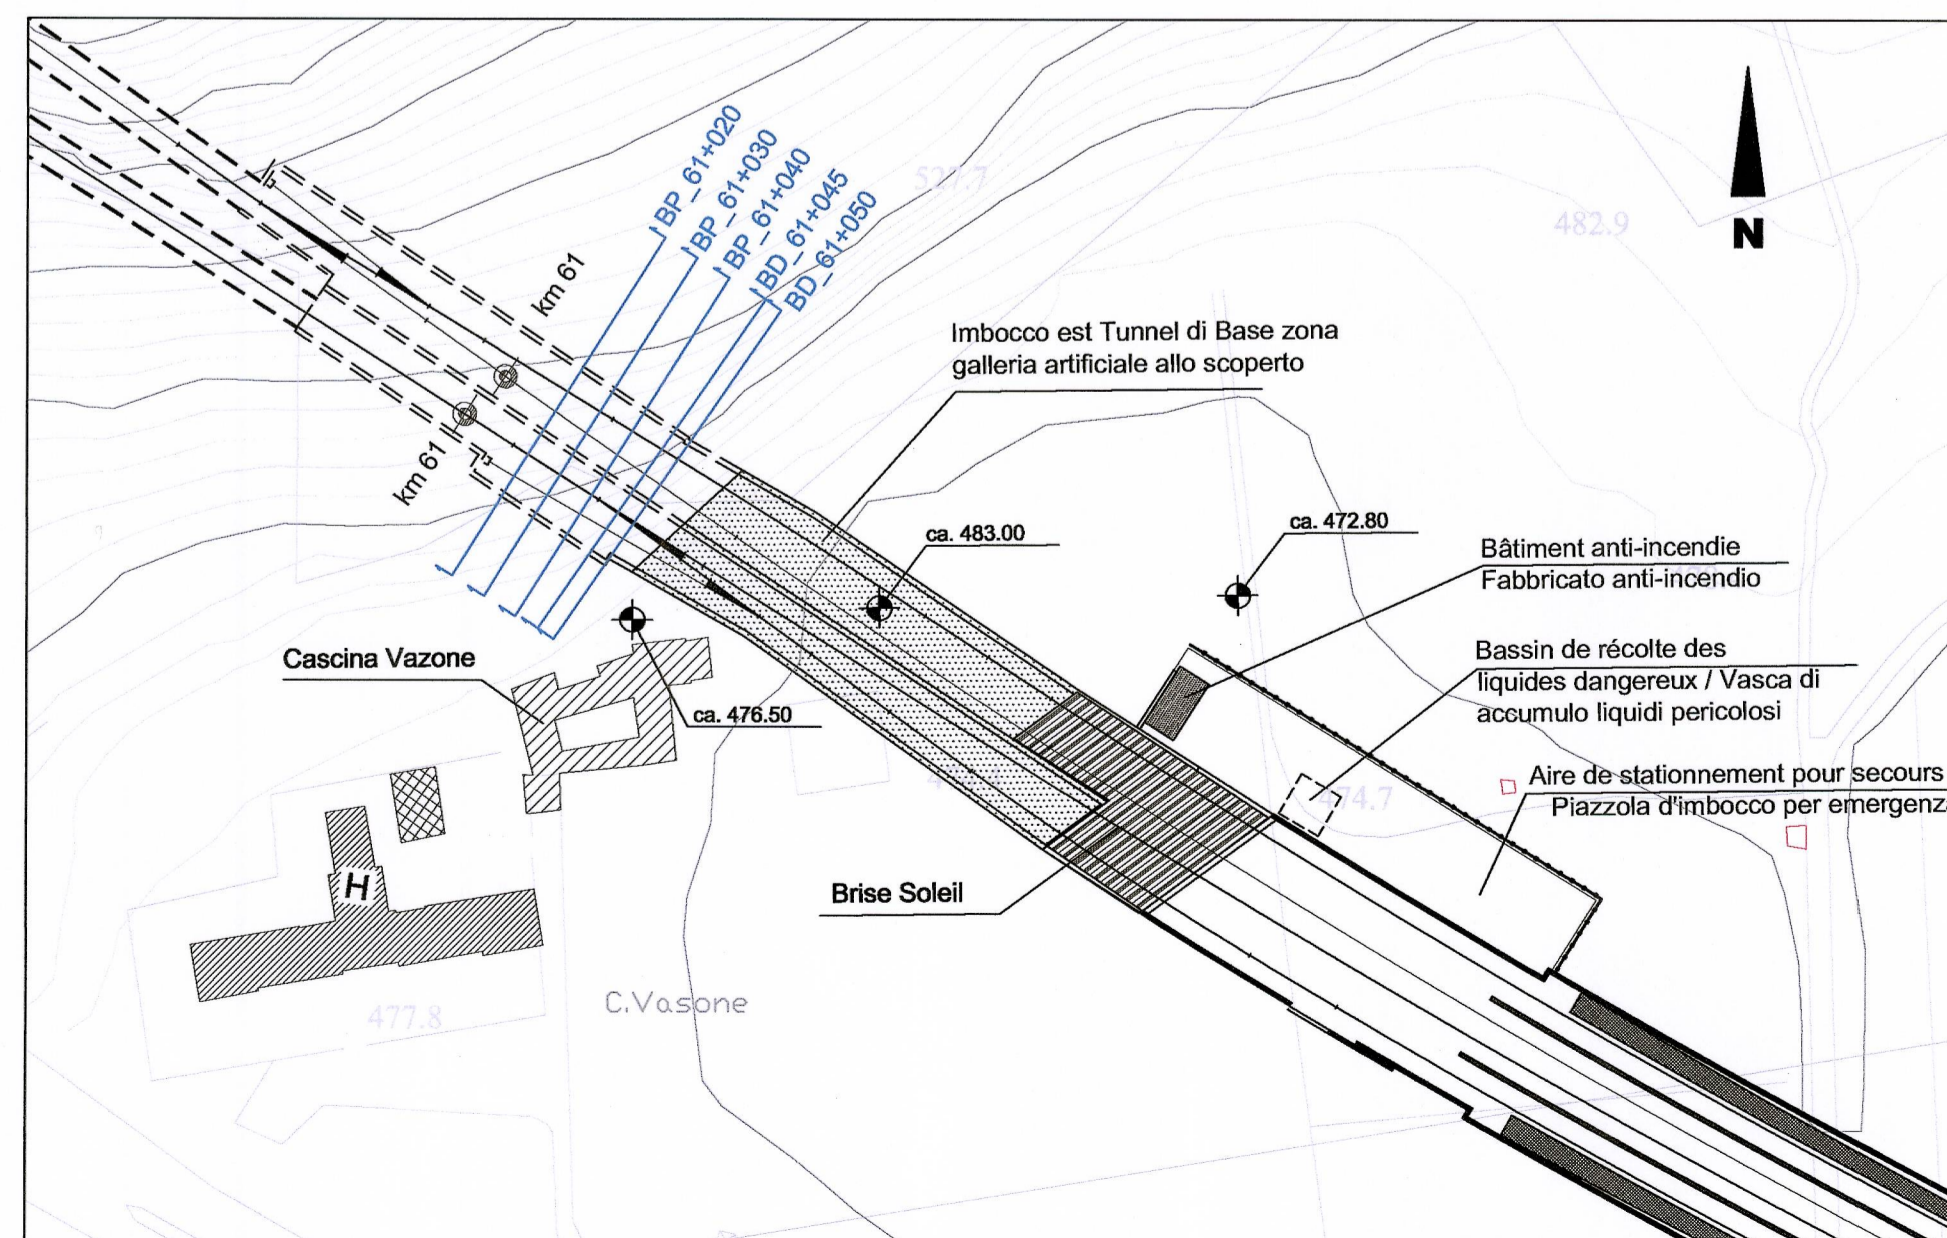 BP_61+020
BP_61+030
BP_61+040
BD_61+045
BD_61+050
527.7
482.9
N
km 61
km 61
Imbocco est Tunnel di Base zona
galleria artificiale allo scoperto
ca. 483.00
ca. 472.80
Bâtiment anti-incendie
Fabbricato anti-incendio
Cascina Vazone
ca. 476.50
Bassin de récolte des
liquides dangereux / Vasca di
accumulo liquidi pericolosi
474.7
Aire de stationnement pour secours
Piazzola d'imbocco per emergenza
Brise Soleil
H
C.Vasone
477.8